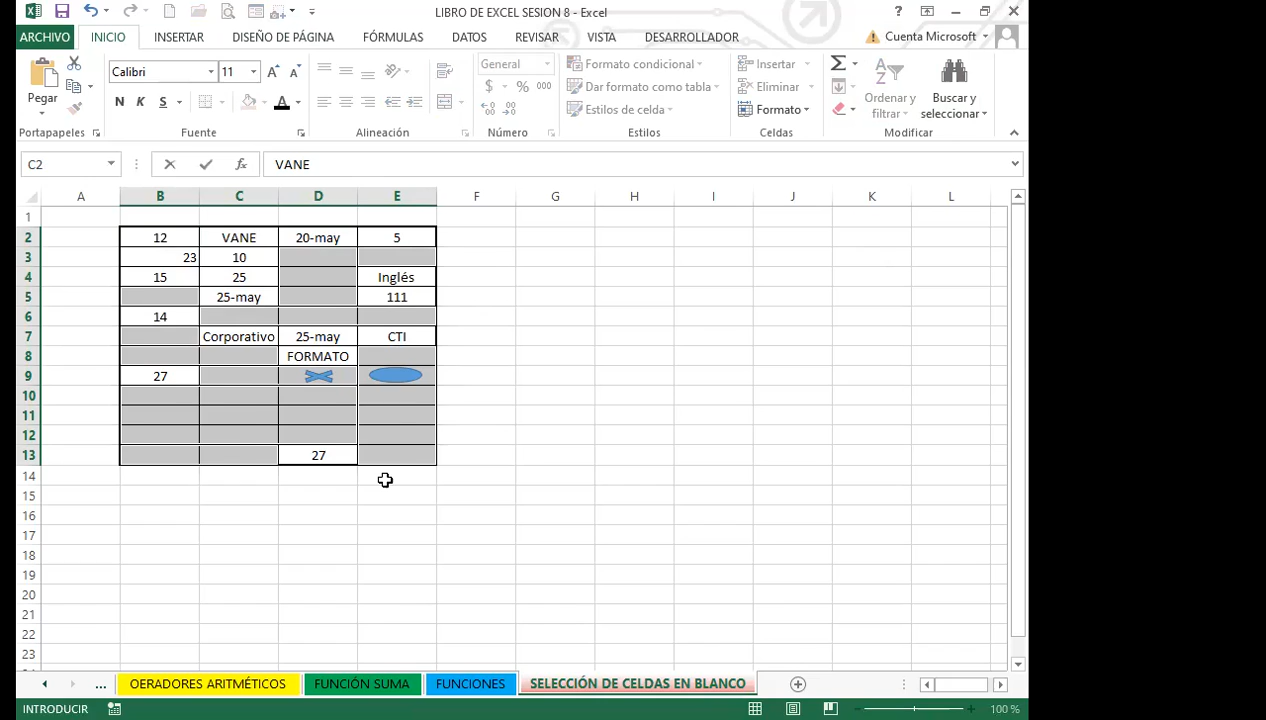 LIBRO DE EXCEL SESION 8 - Excel
?
ARCHIVO INICIO INSERTAR DISEÑO DE PÁGINA FÓRMULAS DATOS REVISAR VISTA DESARROLLADOR Cuenta Microsoft
Calibri 11 General Formato condicional Insertar
Pegar N K S $ % 000 Dar formato como tabla Eliminar Ordenar y filtrar Buscar y seleccionar
Estilos de celda Formato
Portapapeles Fuente Alineación Número Estilos Celdas Modificar
C2 fx VANE
A B C D E F G H I J K L
1
2 12 VANE 20-may 5
3 23 10
4 15 25 Inglés
5 25-may 111
6 14
7 Corporativo 25-may CTI
8 FORMATO
9 27
10
11
12
13 27
14
15
16
17
18
19
20
21
22
23
... OERADORES ARITMÉTICOS FUNCIÓN SUMA FUNCIONES SELECCIÓN DE CELDAS EN BLANCO
INTRODUCIR 100 %